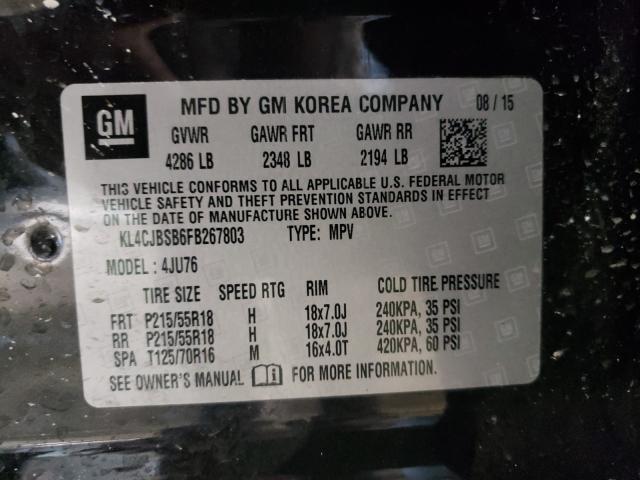 GM
MFD BY GM KOREA COMPANY 08 / 15
GVWR GAWR FRT GAWR RR
4286 LB 2348 LB 2194 LB
THIS VEHICLE CONFORMS TO ALL APPLICABLE U.S. FEDERAL MOTOR
VEHICLE SAFETY AND THEFT PREVENTION STANDARDS IN EFFECT
ON THE DATE OF MANUFACTURE SHOWN ABOVE.
KL4CJBSB6FB267803 TYPE: MPV
MODEL : 4JU76
TIRE SIZE SPEED RTG RIM COLD TIRE PRESSURE
FRT P215/55R18 H 18x7.0J 240KPA, 35 PSI
RR P215/55R18 H 18x7.0J 240KPA, 35 PSI
SPA T125/70R16 M 16x4.0T 420KPA, 60 PSI
SEE OWNER'S MANUAL FOR MORE INFORMATION.